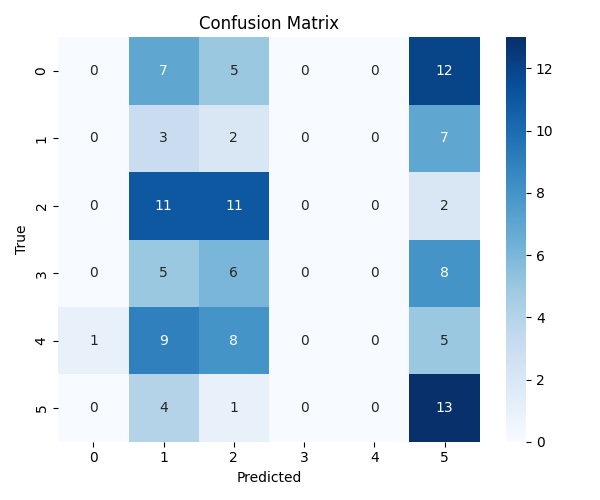 Confusion Matrix
True
0 0 7 5 0 0 12
1 0 3 2 0 0 7
2 0 11 11 0 0 2
3 0 5 6 0 0 8
4 1 9 8 0 0 5
5 0 4 1 0 0 13
0 1 2 3 4 5
Predicted
12
10
8
6
4
2
0